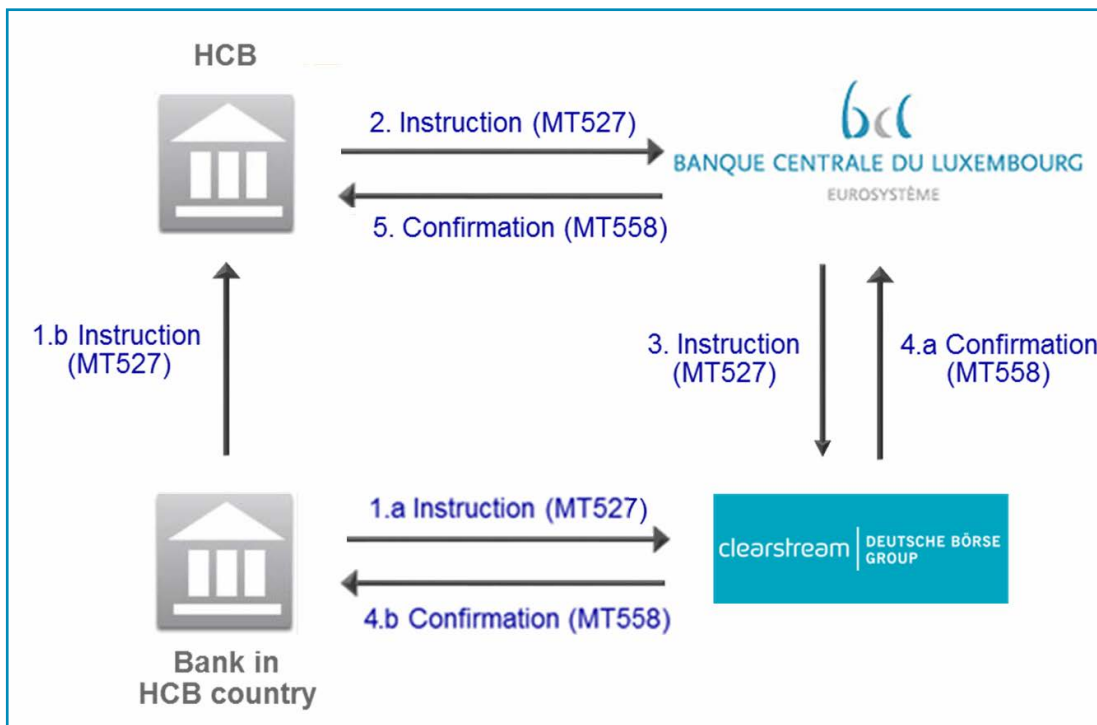 HCB
2. Instruction (MT527)
bcl
BANQUE CENTRALE DU LUXEMBOURG
EUROSYSTÈME
5. Confirmation (MT558)
1.b Instruction
(MT527)
3. Instruction
(MT527)
4.a Confirmation
(MT558)
1.a Instruction (MT527)
clearstream
DEUTSCHE BÖRSE
GROUP
4.b Confirmation (MT558)
Bank in
HCB country